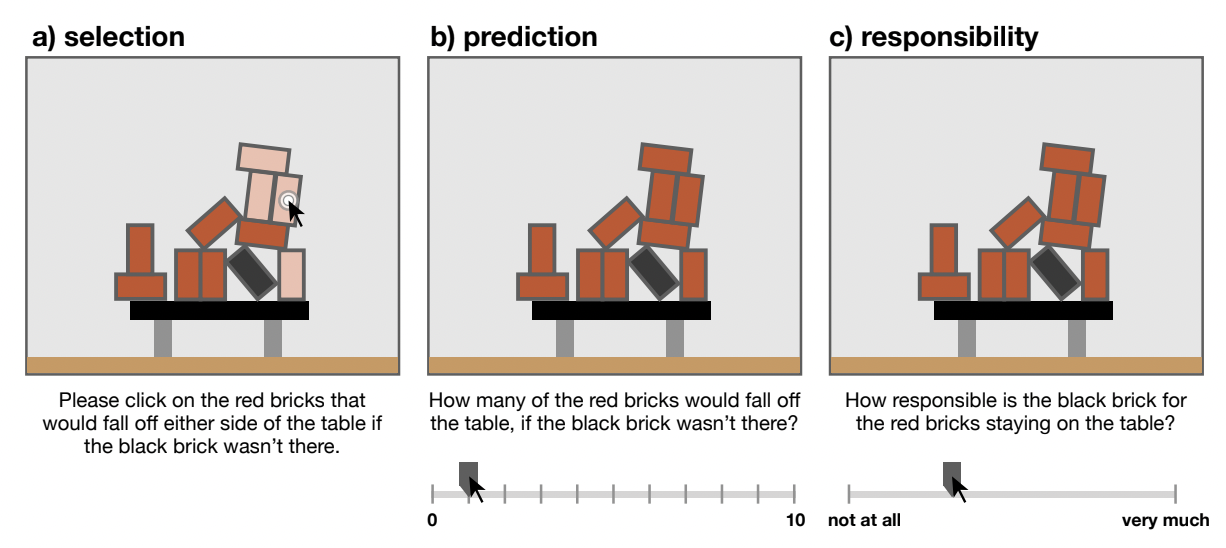 a) selection
Please click on the red bricks that
would fall off either side of the table if
the black brick wasn't there.
b) prediction
How many of the red bricks would fall off
the table, if the black brick wasn't there?
0 10
c) responsibility
How responsible is the black brick for
the red bricks staying on the table?
not at all very much